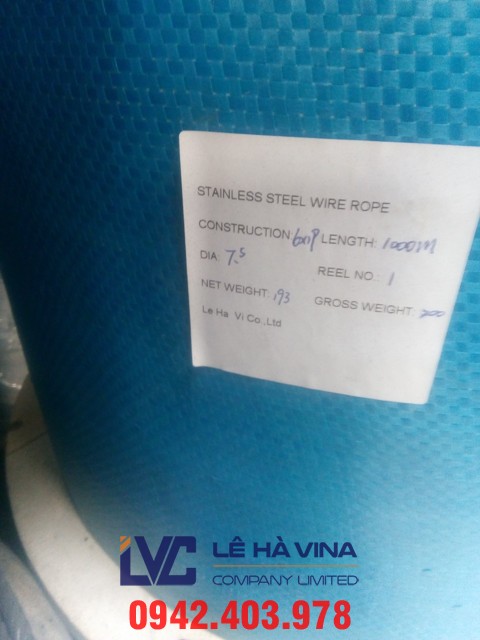 STAINLESS STEEL WIRE ROPE
CONSTRUCTION: 6x19 LENGTH: 1000M
DIA: 7.5 REEL NO.: 1
NET WEIGHT: 193 GROSS WEIGHT: 200
Le Ha Vi Co.,Ltd
LVC LÊ HÀ VINA
COMPANY LIMITED
0942.403.978